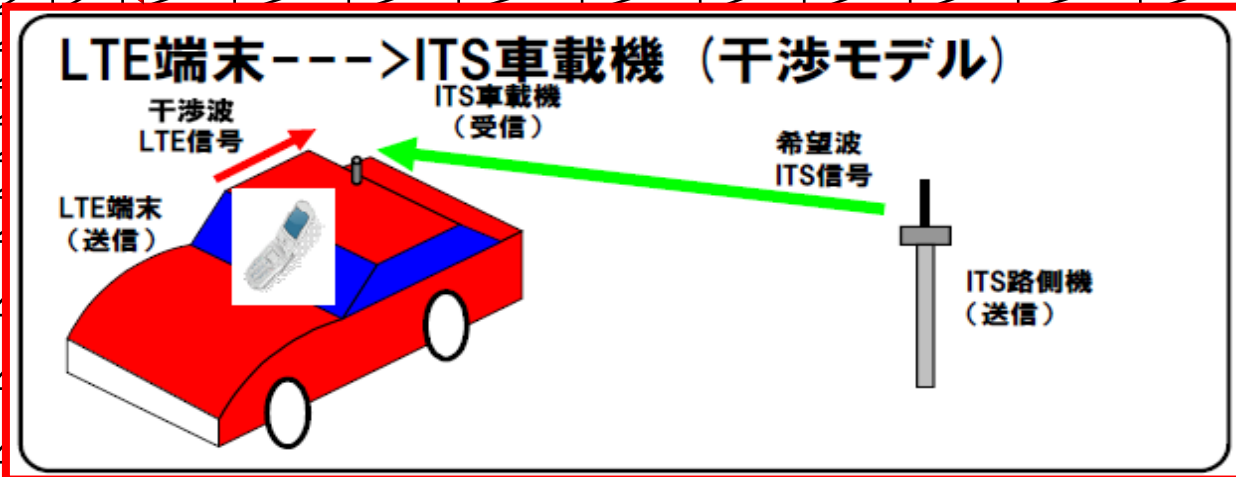 LTE端末--->ITS車載機（干渉モデル）
干渉波
LTE信号
ITS車載機
（受信）
希望波
ITS信号
LTE端末
（送信）
ITS路側機
（送信）